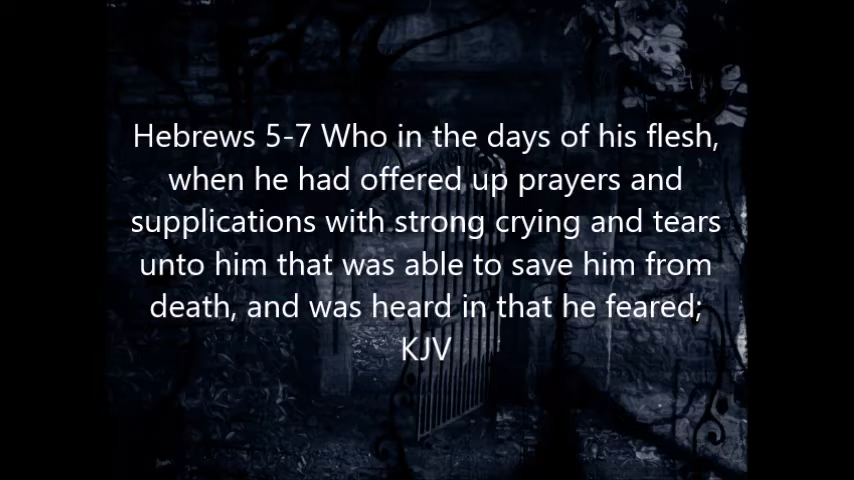 Hebrews 5-7 Who in the days of his flesh,
when he had offered up prayers and
supplications with strong crying and tears
unto him that was able to save him from
death, and was heard in that he feared;
KJV